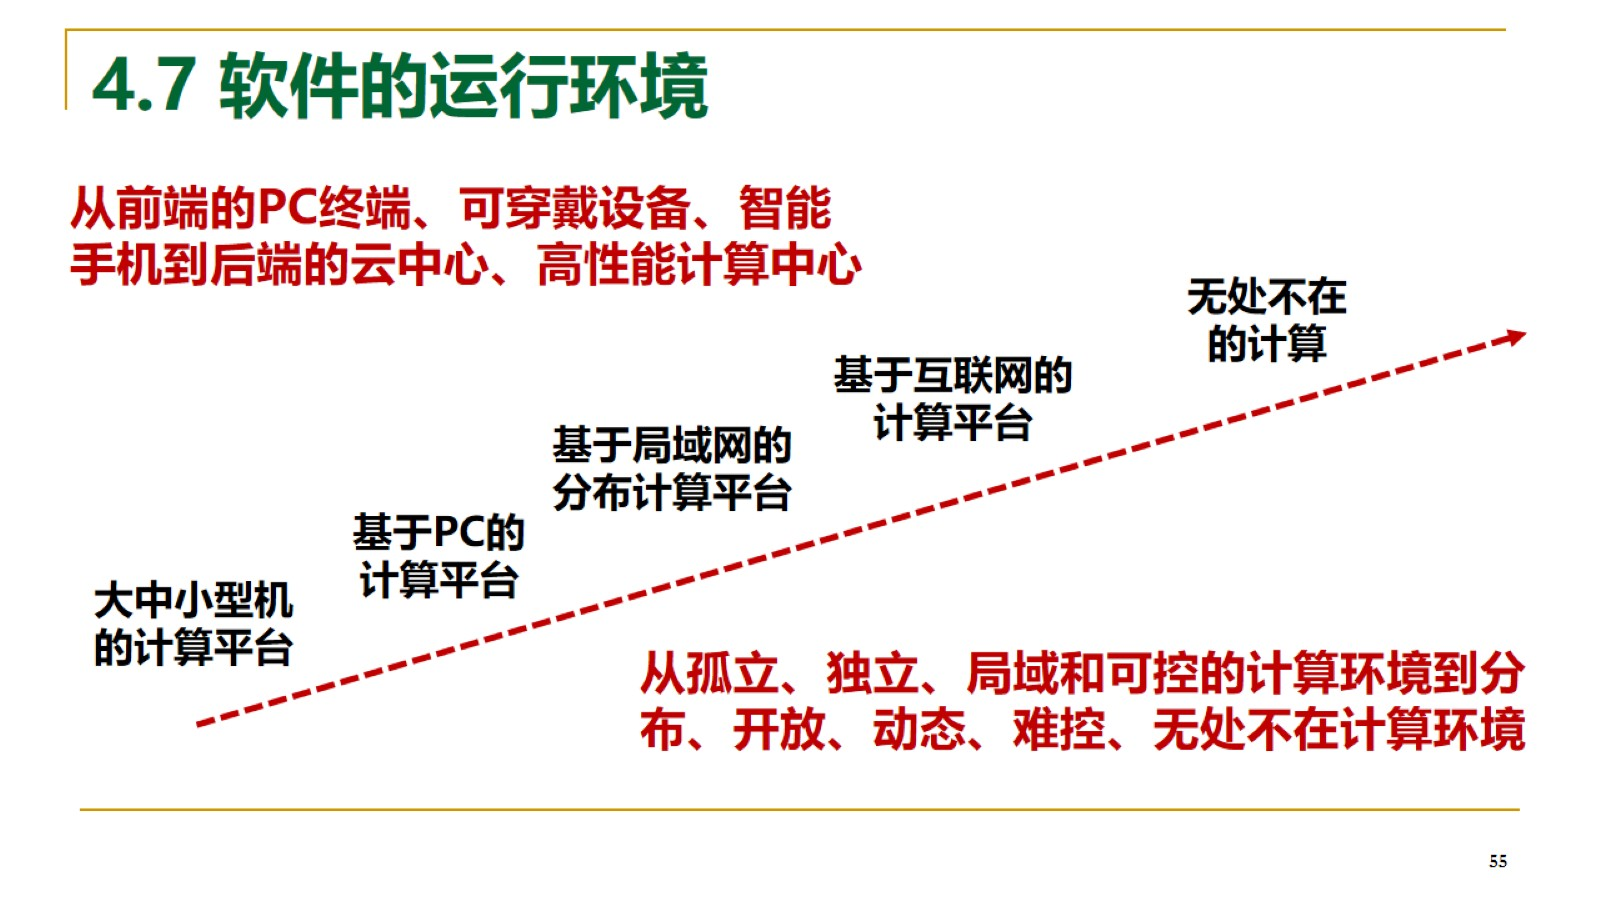 4.7 软件的运行环境
从前端的PC终端、可穿戴设备、智能
手机到后端的云中心、高性能计算中心
无处不在
的计算
基于互联网的
计算平台
基于局域网的
分布计算平台
基于PC的
计算平台
大中小型机
的计算平台
从孤立、独立、局域和可控的计算环境到分
布、开放、动态、难控、无处不在计算环境
55